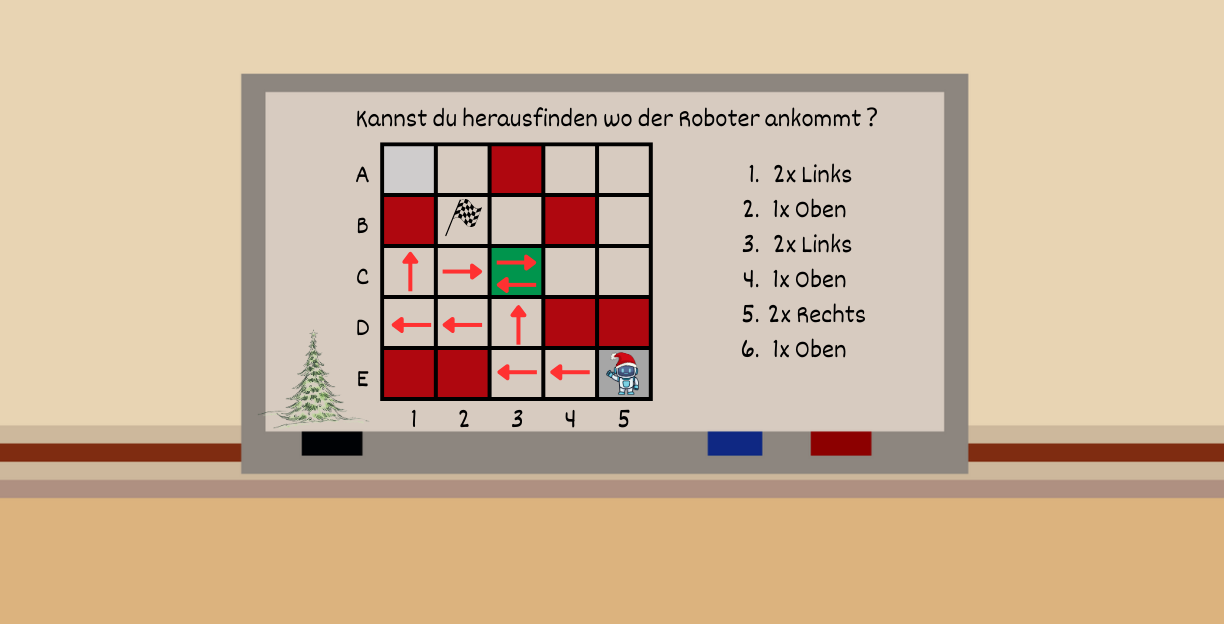 Kannst du herausfinden wo der Roboter ankommt ?
A
B
C
D
E
1 2 3 4 5
1. 2x Links
2. 1x Oben
3. 2x Links
4. 1x Oben
5. 2x Rechts
6. 1x Oben